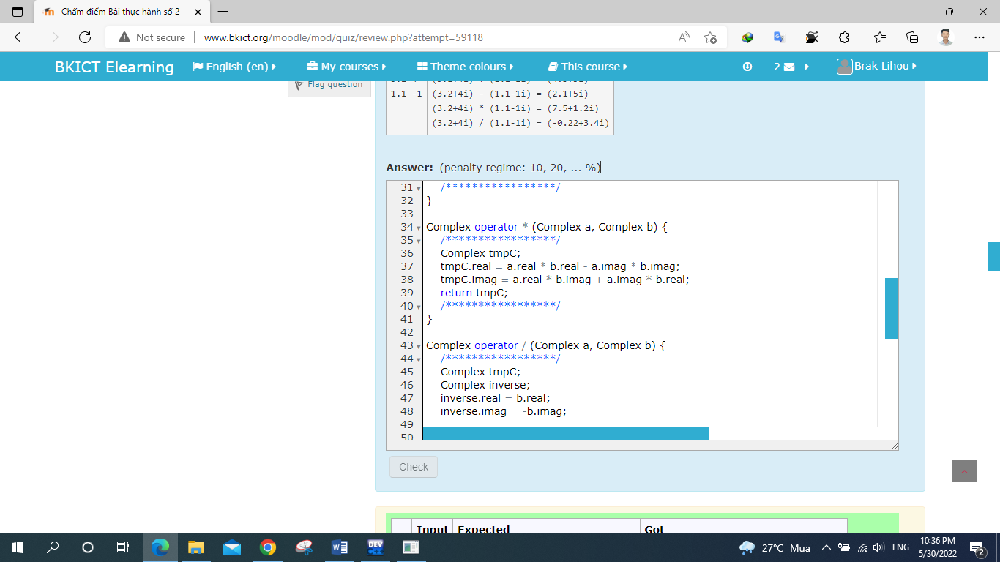 Chấm điểm Bài thực hành số 2
Not secure www.bkict.org/moodle/mod/quiz/review.php?attempt=59118
BKICT Elearning English (en) My courses Theme colours This course 2 Brak Lihou
Flag question
1.1 -1 (3.2+4i) - (1.1-1i) = (2.1+5i)
(3.2+4i) * (1.1-1i) = (7.5+1.2i)
(3.2+4i) / (1.1-1i) = (-0.22+3.4i)
Answer: (penalty regime: 10, 20, ... %)
31 /*****************/
32 }
33
34 Complex operator * (Complex a, Complex b) {
35 /*****************/
36 Complex tmpC;
37 tmpC.real = a.real * b.real - a.imag * b.imag;
38 tmpC.imag = a.real * b.imag + a.imag * b.real;
39 return tmpC;
40 /*****************/
41 }
42
43 Complex operator / (Complex a, Complex b) {
44 /*****************/
45 Complex tmpC;
46 Complex inverse;
47 inverse.real = b.real;
48 inverse.imag = -b.imag;
49
50
Check
Input Expected Got
27°C Mưa ENG 10:36 PM
5/30/2022 2